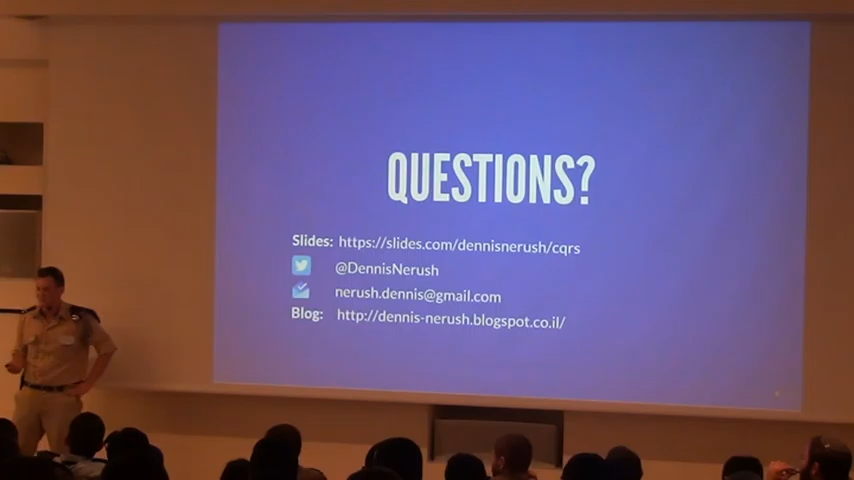 QUESTIONS?
Slides: https://slides.com/dennisnerush/cqrs
@DennisNerush
nerush.dennis@gmail.com
Blog: http://dennis-nerush.blogspot.co.il/